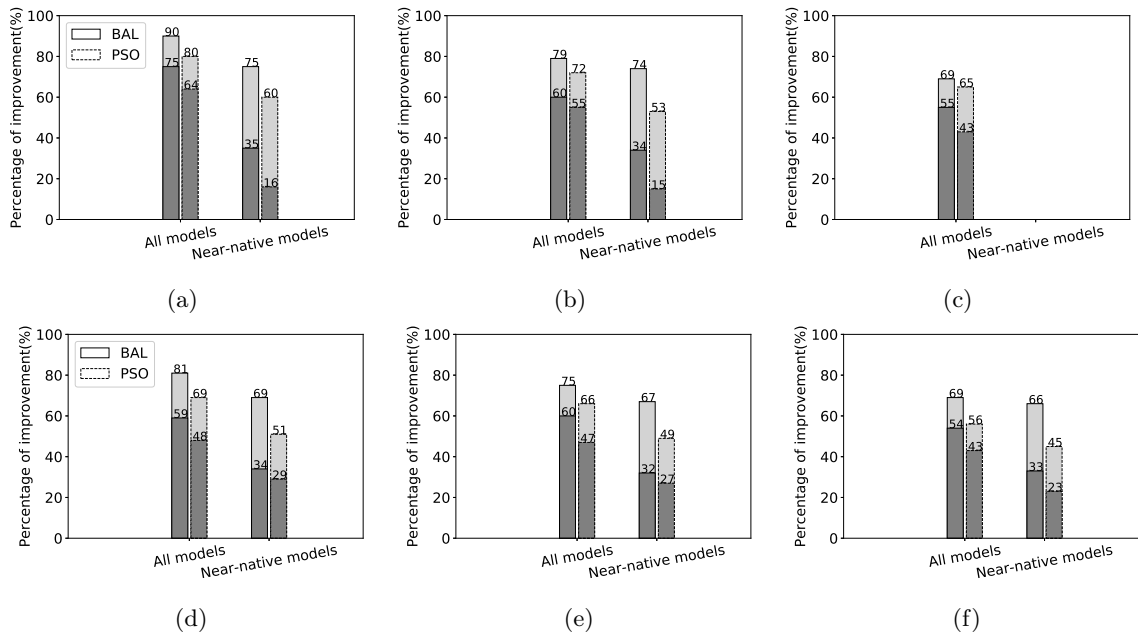 100
80
60
40
20
0
Percentage of improvement(%)
BAL
PSO
90
75
80
64
75
35
60
16
All models
Near-native models
(a)
100
80
60
40
20
0
Percentage of improvement(%)
79
60
72
55
74
34
53
15
All models
Near-native models
(b)
100
80
60
40
20
0
Percentage of improvement(%)
69
55
65
43
All models
Near-native models
(c)
100
80
60
40
20
0
Percentage of improvement(%)
BAL
PSO
81
59
69
48
69
34
51
29
All models
Near-native models
(d)
100
80
60
40
20
0
Percentage of improvement(%)
75
60
66
47
67
32
49
27
All models
Near-native models
(e)
100
80
60
40
20
0
Percentage of improvement(%)
69
54
56
43
66
33
45
23
All models
Near-native models
(f)